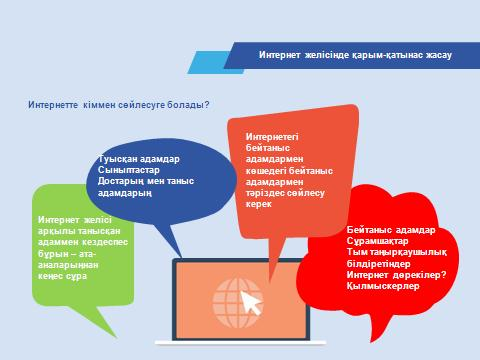 Интернет желісінде қарым-қатынас жасау
Интернетте кіммен сөйлесуге болады?
Туысқан адамдар
Сыныптастар
Достарың мен таныс
адамдарың
Интернетегі
бейтаныс
адамдармен
көшедегі бейтаныс
адамдармен
тәріздес сөйлесу
керек
Интернет желісі
арқылы танысқан
адаммен кездеспес
бұрын – ата-
аналарыңнан
кеңес сұра
Бейтаныс адамдар
Сұрамшақтар
Тым таңырқаушылық
білдіретіндер
Интернет дөрекілер?
Қылмыскерлер